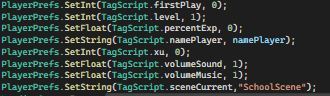 PlayerPrefs.SetInt(TagScript.firstPlay, 0);
PlayerPrefs.SetInt(TagScript.level, 1);
PlayerPrefs.SetFloat(TagScript.percentExp, 0);
PlayerPrefs.SetString(TagScript.namePlayer, namePlayer);
PlayerPrefs.SetInt(TagScript.xu, 0);
PlayerPrefs.SetFloat(TagScript.volumeSound, 1);
PlayerPrefs.SetFloat(TagScript.volumeMusic, 1);
PlayerPrefs.SetString(TagScript.sceneCurrent,"SchoolScene");